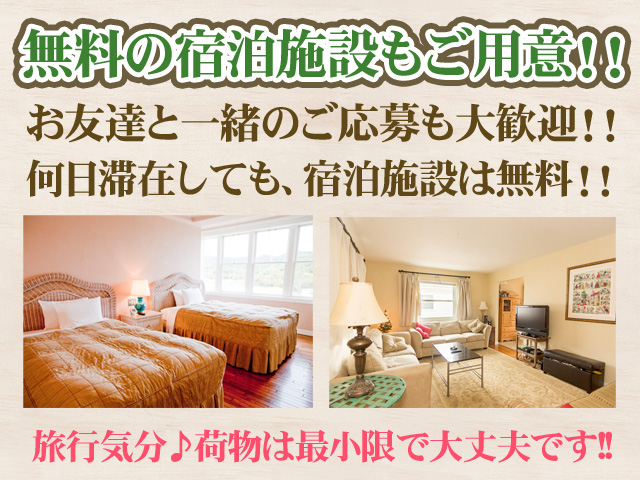 無料の宿泊施設もご用意！！
お友達と一緒のご応募も大歓迎！！
何日滞在しても、宿泊施設は無料！！
旅行気分♪荷物は最小限で大丈夫です!!